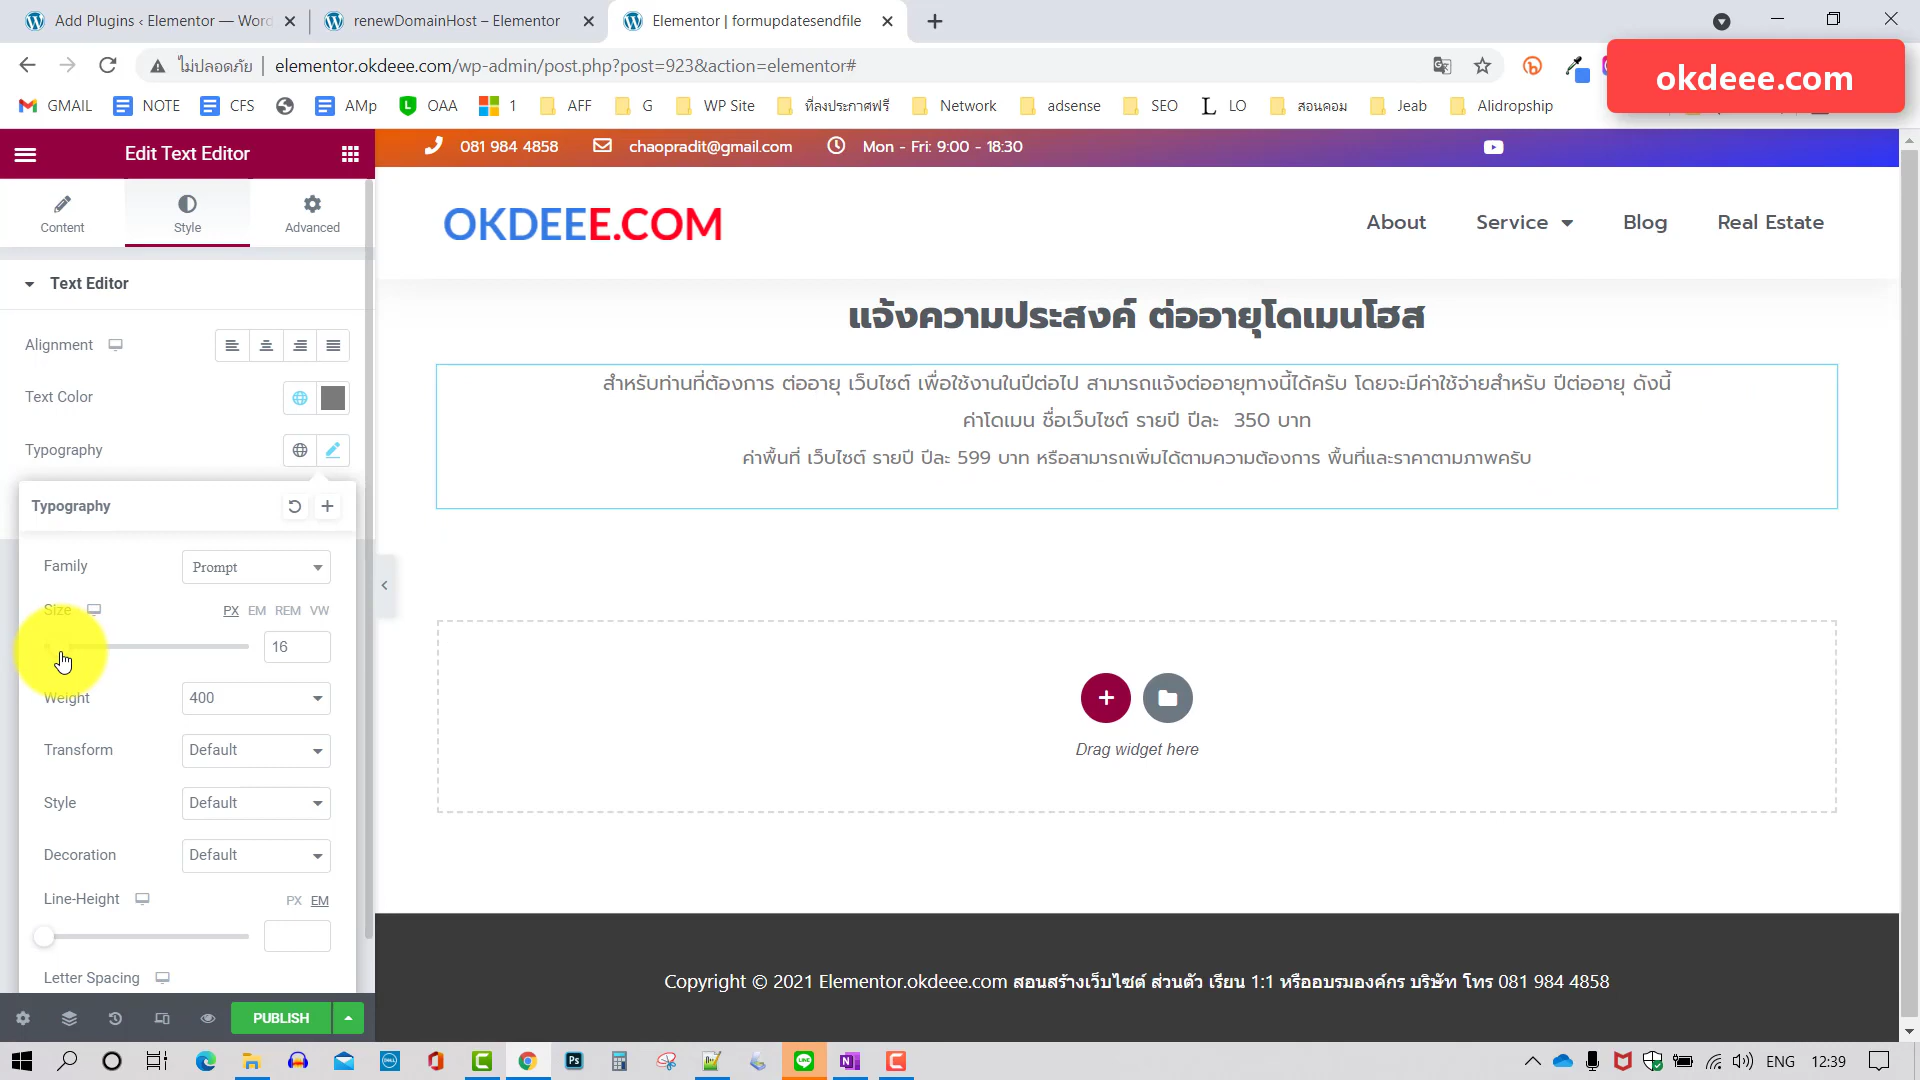 Add Plugins ‹ Elementor — Word
renewDomainHost – Elementor
Elementor | formupdatesendfile
ไม่ปลอดภัย
elementor.okdeee.com/wp-admin/post.php?post=923&action=elementor#
okdeee.com
GMAIL
NOTE
CFS
AMp
OAA
1
AFF
G
WP Site
ที่ลงประกาศฟรี
Network
adsense
SEO
LO
สอนคอม
Jeab
Alidropship
Edit Text Editor
081 984 4858
chaopradit@gmail.com
Mon - Fri: 9:00 - 18:30
Content
Style
Advanced
OKDEEE.COM
About
Service
Blog
Real Estate
Text Editor
Alignment
Text Color
Typography
แจ้งความประสงค์ ต่ออายุโดเมนโฮส
สำหรับท่านที่ต้องการ ต่ออายุ เว็บไซต์ เพื่อใช้งานในปีต่อไป สามารถแจ้งต่ออายุทางนี้ได้ครับ โดยจะมีค่าใช้จ่ายสำหรับ ปีต่ออายุ ดังนี้
ค่าโดเมน ชื่อเว็บไซต์ รายปี ปีละ 350 บาท
ค่าพื้นที่ เว็บไซต์ รายปี ปีละ 599 บาท หรือสามารถเพิ่มได้ตามความต้องการ พื้นที่และราคาตามภาพครับ
Typography
Family
Prompt
Size
PX EM REM VW
16
Weight
400
Transform
Default
Style
Default
Decoration
Default
Line-Height
PX EM
Letter Spacing
Drag widget here
PUBLISH
Copyright © 2021 Elementor.okdeee.com สอนสร้างเว็บไซต์ ส่วนตัว เรียน 1:1 หรืออบรมองค์กร บริษัท โทร 081 984 4858
ENG
12:39